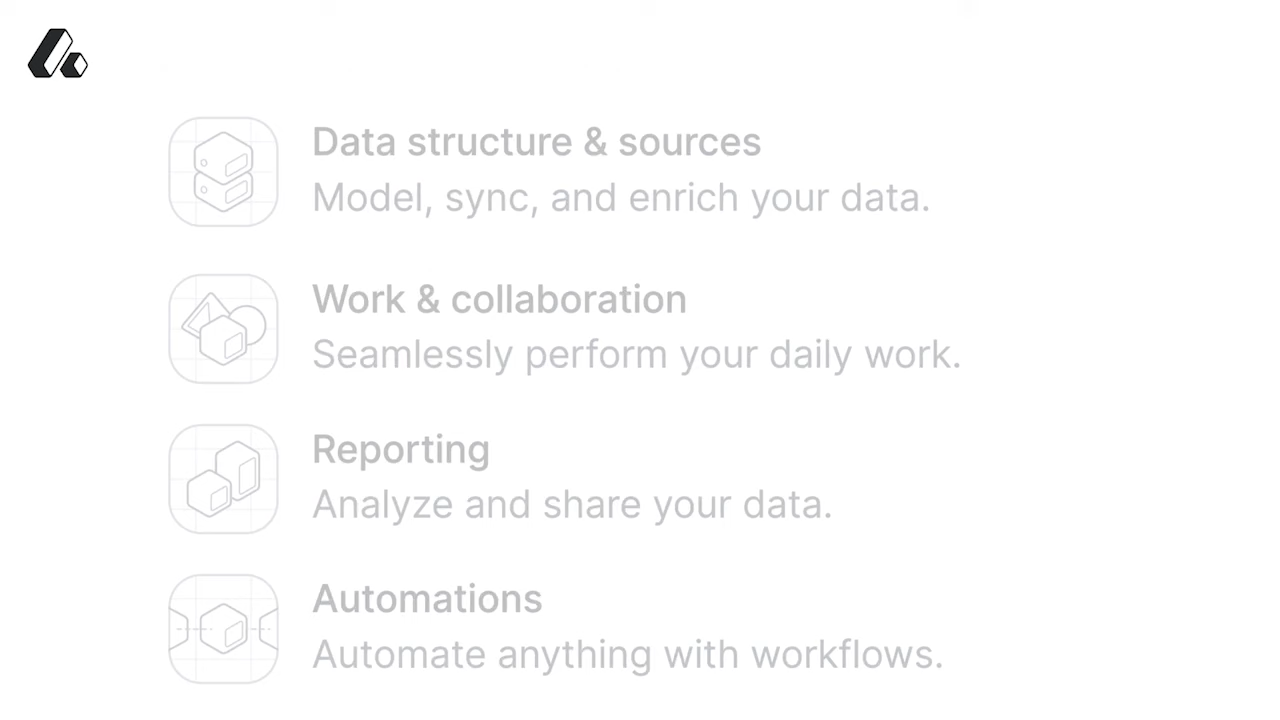 Data structure & sources
Model, sync, and enrich your data.
Work & collaboration
Seamlessly perform your daily work.
Reporting
Analyze and share your data.
Automations
Automate anything with workflows.